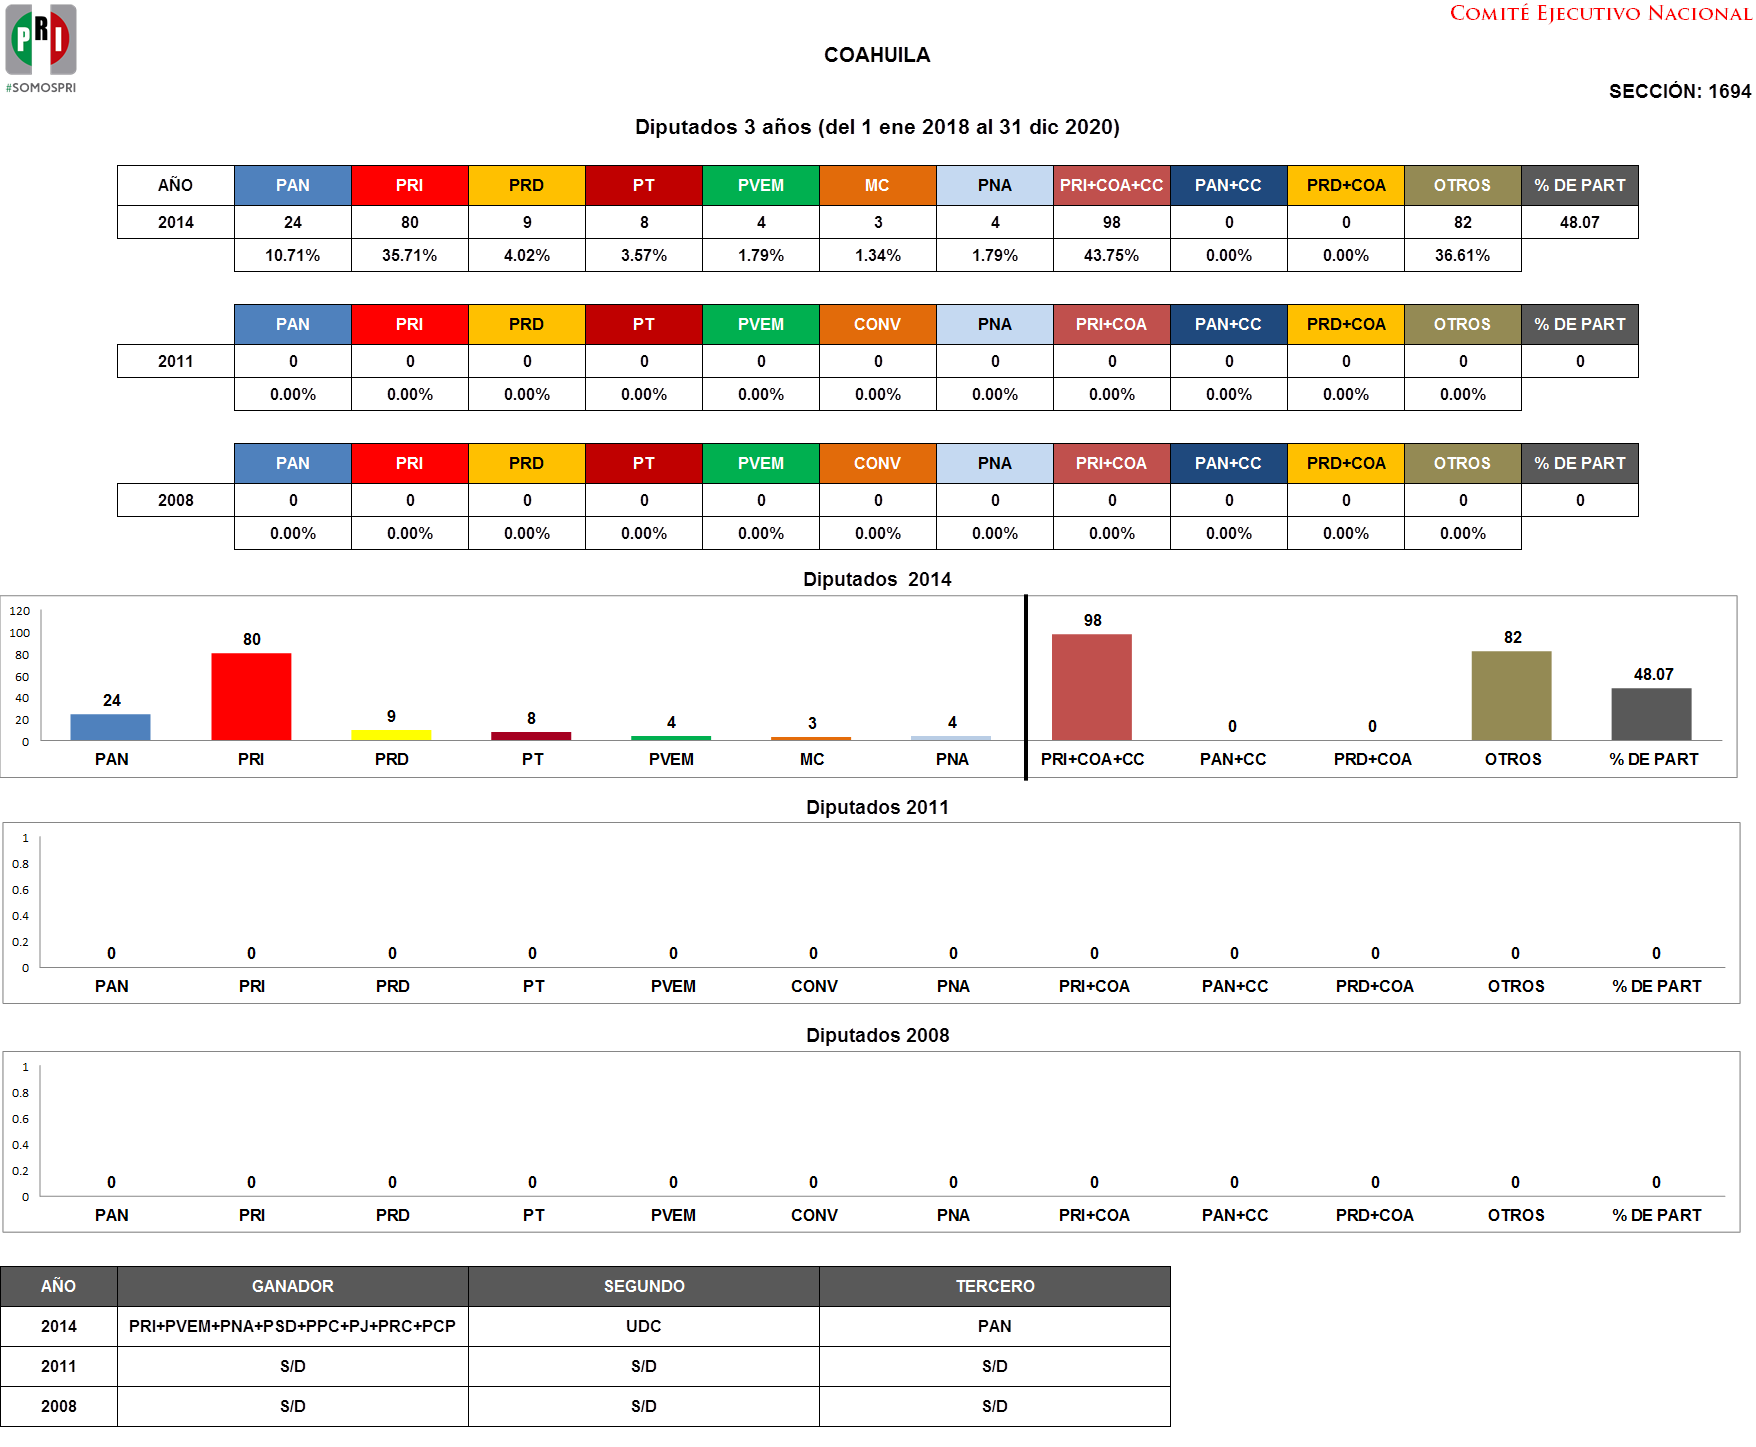 COMITÉ EJECUTIVO NACIONAL
PRI
#SOMOSPRI
COAHUILA
SECCIÓN: 1694
Diputados 3 años (del 1 ene 2018 al 31 dic 2020)
AÑO PAN PRI PRD PT PVEM MC PNA PRI+COA+CC PAN+CC PRD+COA OTROS % DE PART
2014 24 80 9 8 4 3 4 98 0 0 82 48.07
10.71% 35.71% 4.02% 3.57% 1.79% 1.34% 1.79% 43.75% 0.00% 0.00% 36.61%
PAN PRI PRD PT PVEM CONV PNA PRI+COA PAN+CC PRD+COA OTROS % DE PART
2011 0 0 0 0 0 0 0 0 0 0 0 0
0.00% 0.00% 0.00% 0.00% 0.00% 0.00% 0.00% 0.00% 0.00% 0.00% 0.00%
PAN PRI PRD PT PVEM CONV PNA PRI+COA PAN+CC PRD+COA OTROS % DE PART
2008 0 0 0 0 0 0 0 0 0 0 0 0
0.00% 0.00% 0.00% 0.00% 0.00% 0.00% 0.00% 0.00% 0.00% 0.00% 0.00%
Diputados 2014
120
100
80
60
40
20
0
24 80 9 8 4 3 4 98 0 0 82 48.07
PAN PRI PRD PT PVEM MC PNA PRI+COA+CC PAN+CC PRD+COA OTROS % DE PART
Diputados 2011
1
0.8
0.6
0.4
0.2
0
0 0 0 0 0 0 0 0 0 0 0 0
PAN PRI PRD PT PVEM CONV PNA PRI+COA PAN+CC PRD+COA OTROS % DE PART
Diputados 2008
1
0.8
0.6
0.4
0.2
0
0 0 0 0 0 0 0 0 0 0 0 0
PAN PRI PRD PT PVEM CONV PNA PRI+COA PAN+CC PRD+COA OTROS % DE PART
AÑO GANADOR SEGUNDO TERCERO
2014 PRI+PVEM+PNA+PSD+PPC+PJ+PRC+PCP UDC PAN
2011 S/D S/D S/D
2008 S/D S/D S/D